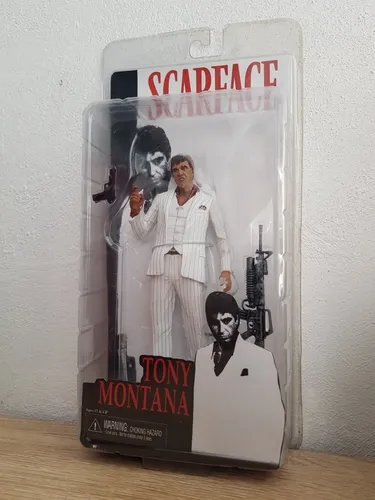 SCARFACE
TONY
MONTANA
WARNING: CHOKING HAZARD